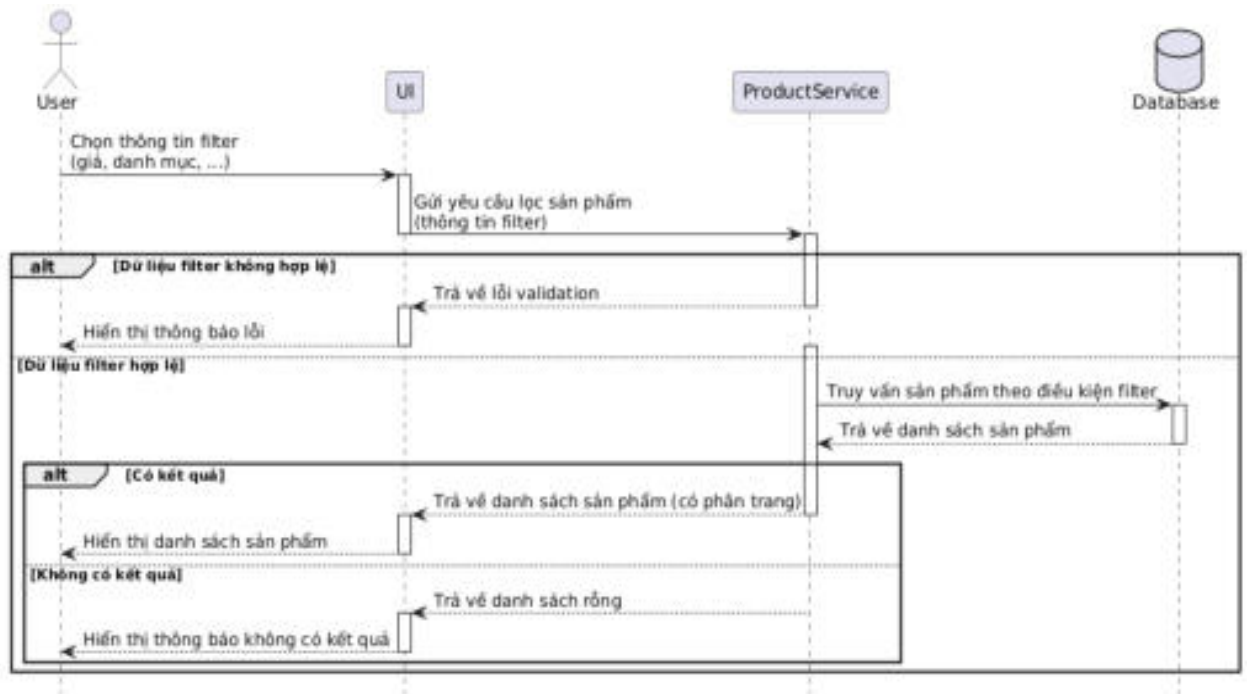 User
UI
ProductService
Database
Chọn thông tin filter
(giá, danh mục, ...)
Gửi yêu cầu lọc sản phẩm
(thông tin filter)
alt [Dữ liệu filter không hợp lệ]
Trả về lỗi validation
Hiển thị thông báo lỗi
[Dữ liệu filter hợp lệ]
Truy vấn sản phẩm theo điều kiện filter
Trả về danh sách sản phẩm
alt [Có kết quả]
Trả về danh sách sản phẩm (có phân trang)
Hiển thị danh sách sản phẩm
[Không có kết quả]
Trả về danh sách rỗng
Hiển thị thông báo không có kết quả